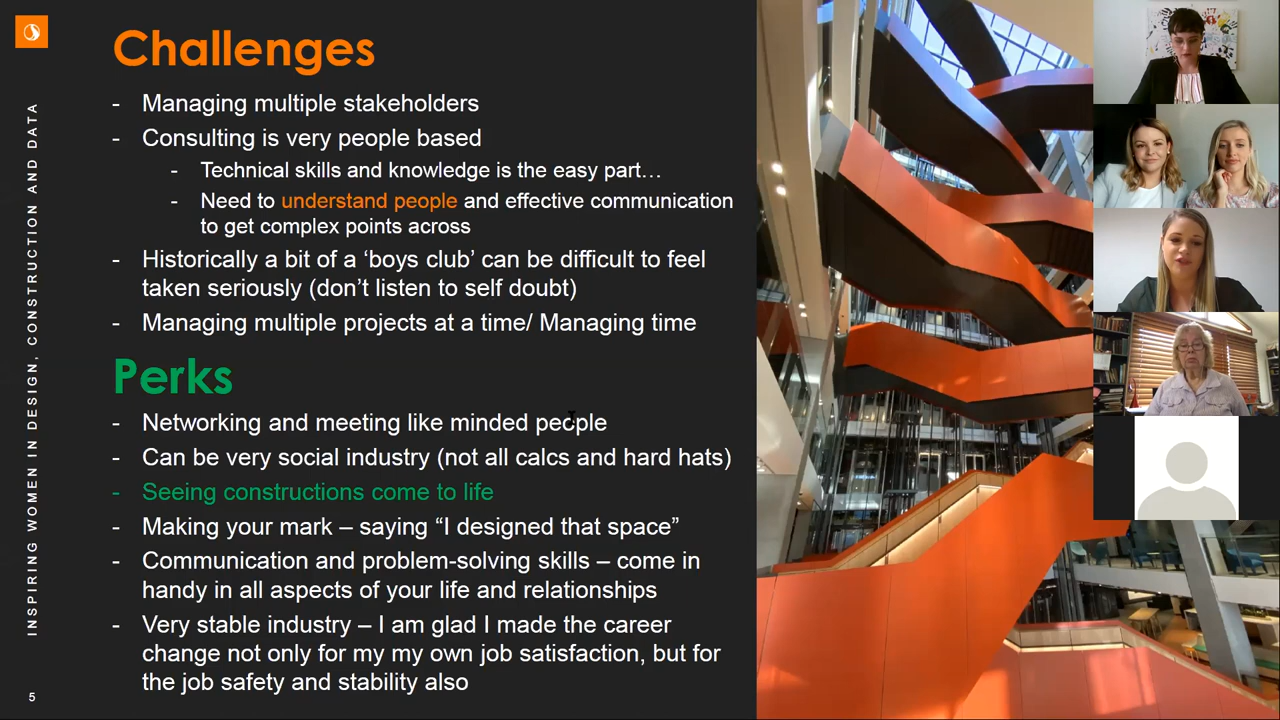 INSPIRING WOMEN IN DESIGN, CONSTRUCTION AND DATA
Challenges
- Managing multiple stakeholders
- Consulting is very people based
- Technical skills and knowledge is the easy part…
- Need to understand people and effective communication
to get complex points across
- Historically a bit of a ‘boys club’ can be difficult to feel
taken seriously (don’t listen to self doubt)
- Managing multiple projects at a time/ Managing time
Perks
- Networking and meeting like minded people
- Can be very social industry (not all calcs and hard hats)
- Seeing constructions come to life
- Making your mark – saying “I designed that space”
- Communication and problem-solving skills – come in
handy in all aspects of your life and relationships
- Very stable industry – I am glad I made the career
change not only for my my own job satisfaction, but for
the job safety and stability also
5